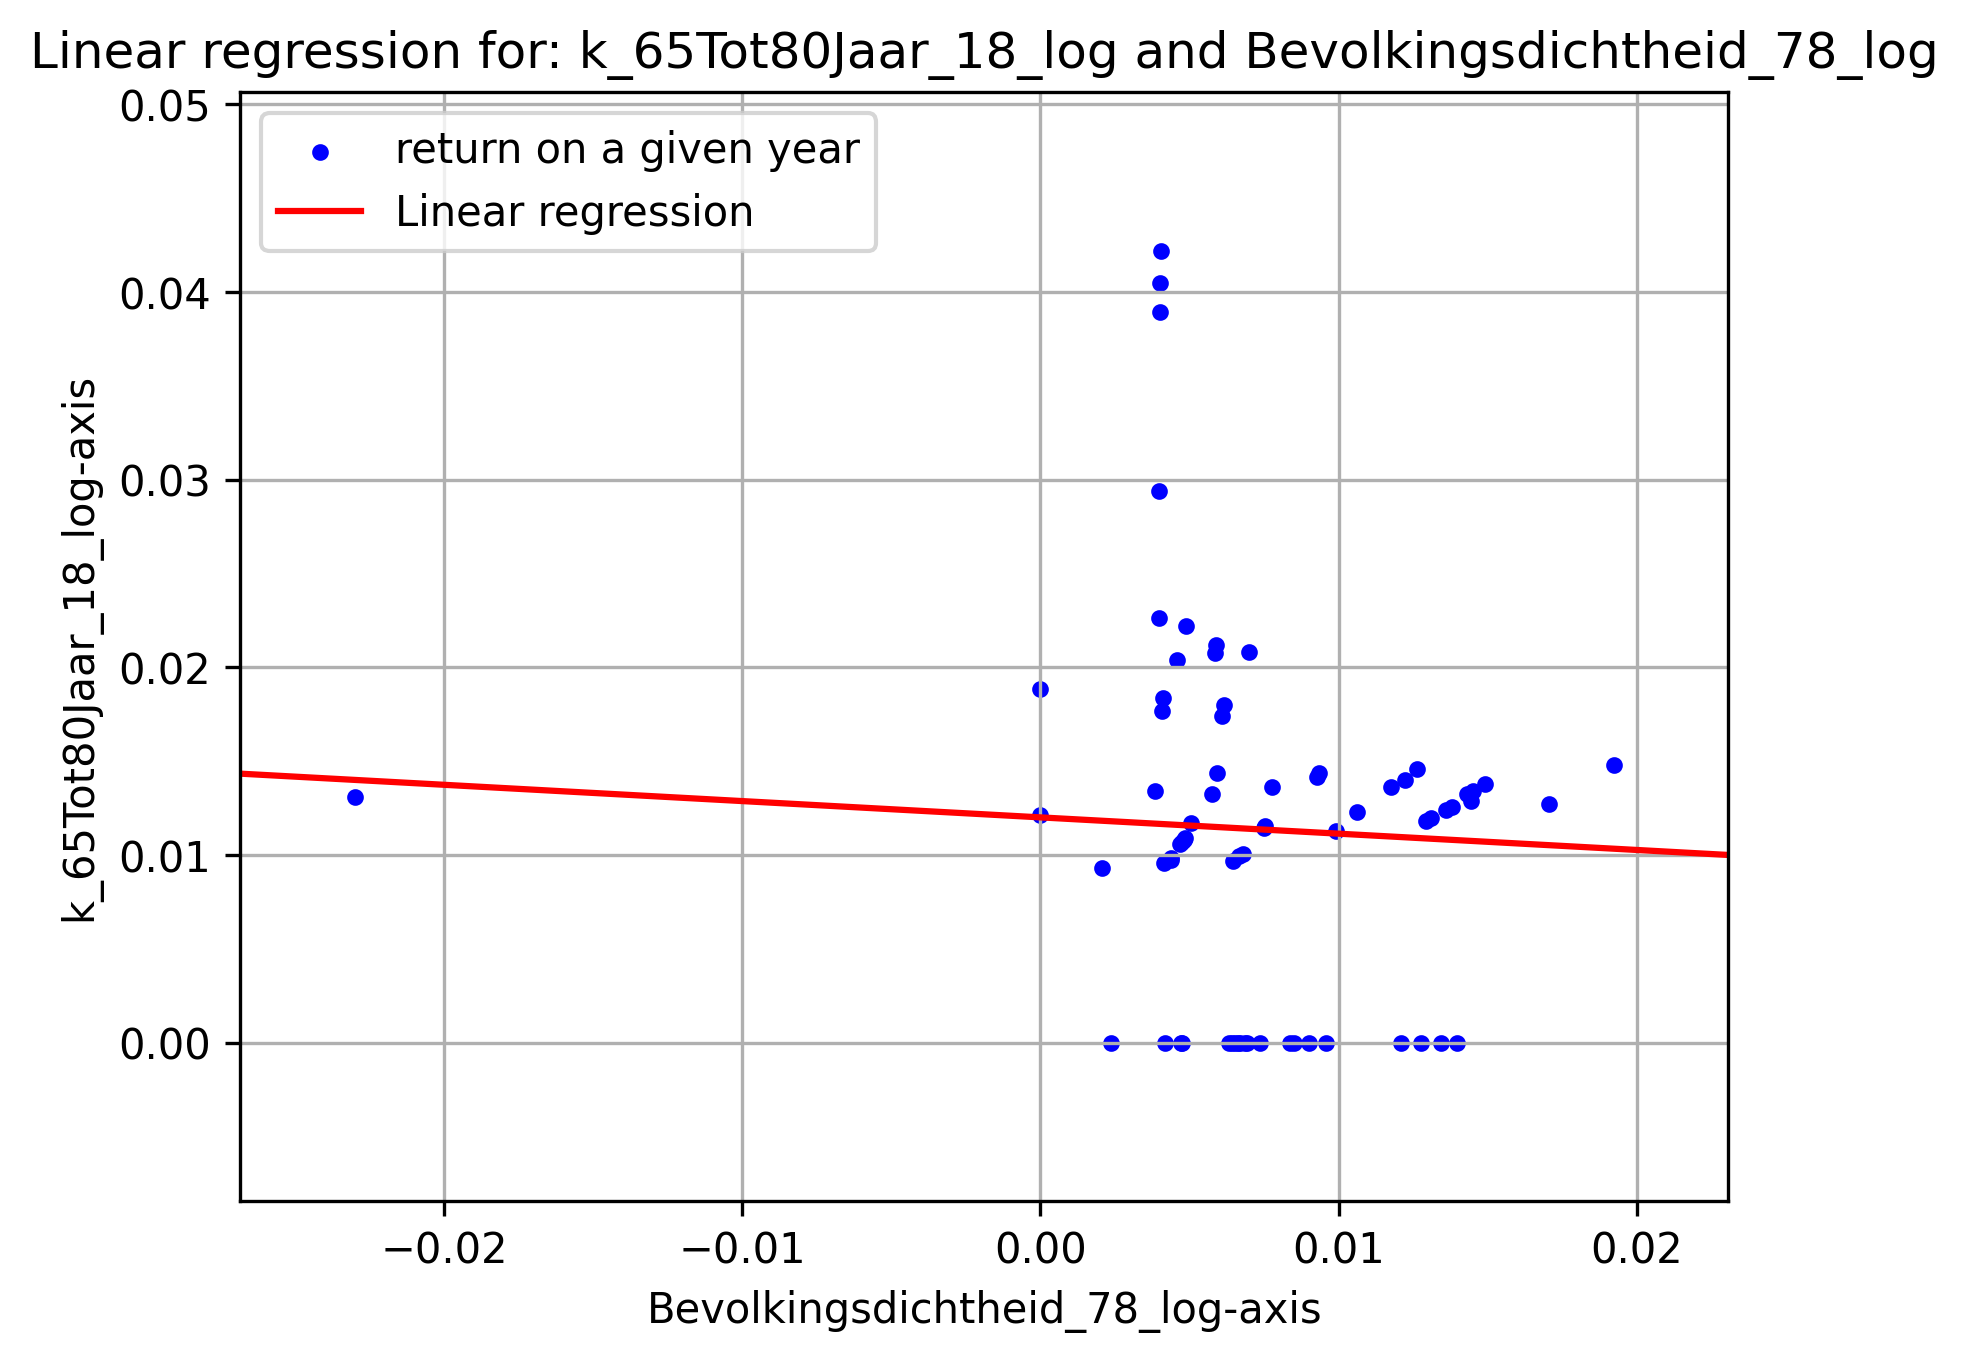 Linear regression for: k_65Tot80Jaar_18_log and Bevolkingsdichtheid_78_log
return on a given year
Linear regression
0.05
0.04
0.03
0.02
0.01
0.00
k_65Tot80Jaar_18_log-axis
−0.02
−0.01
0.00
0.01
0.02
Bevolkingsdichtheid_78_log-axis